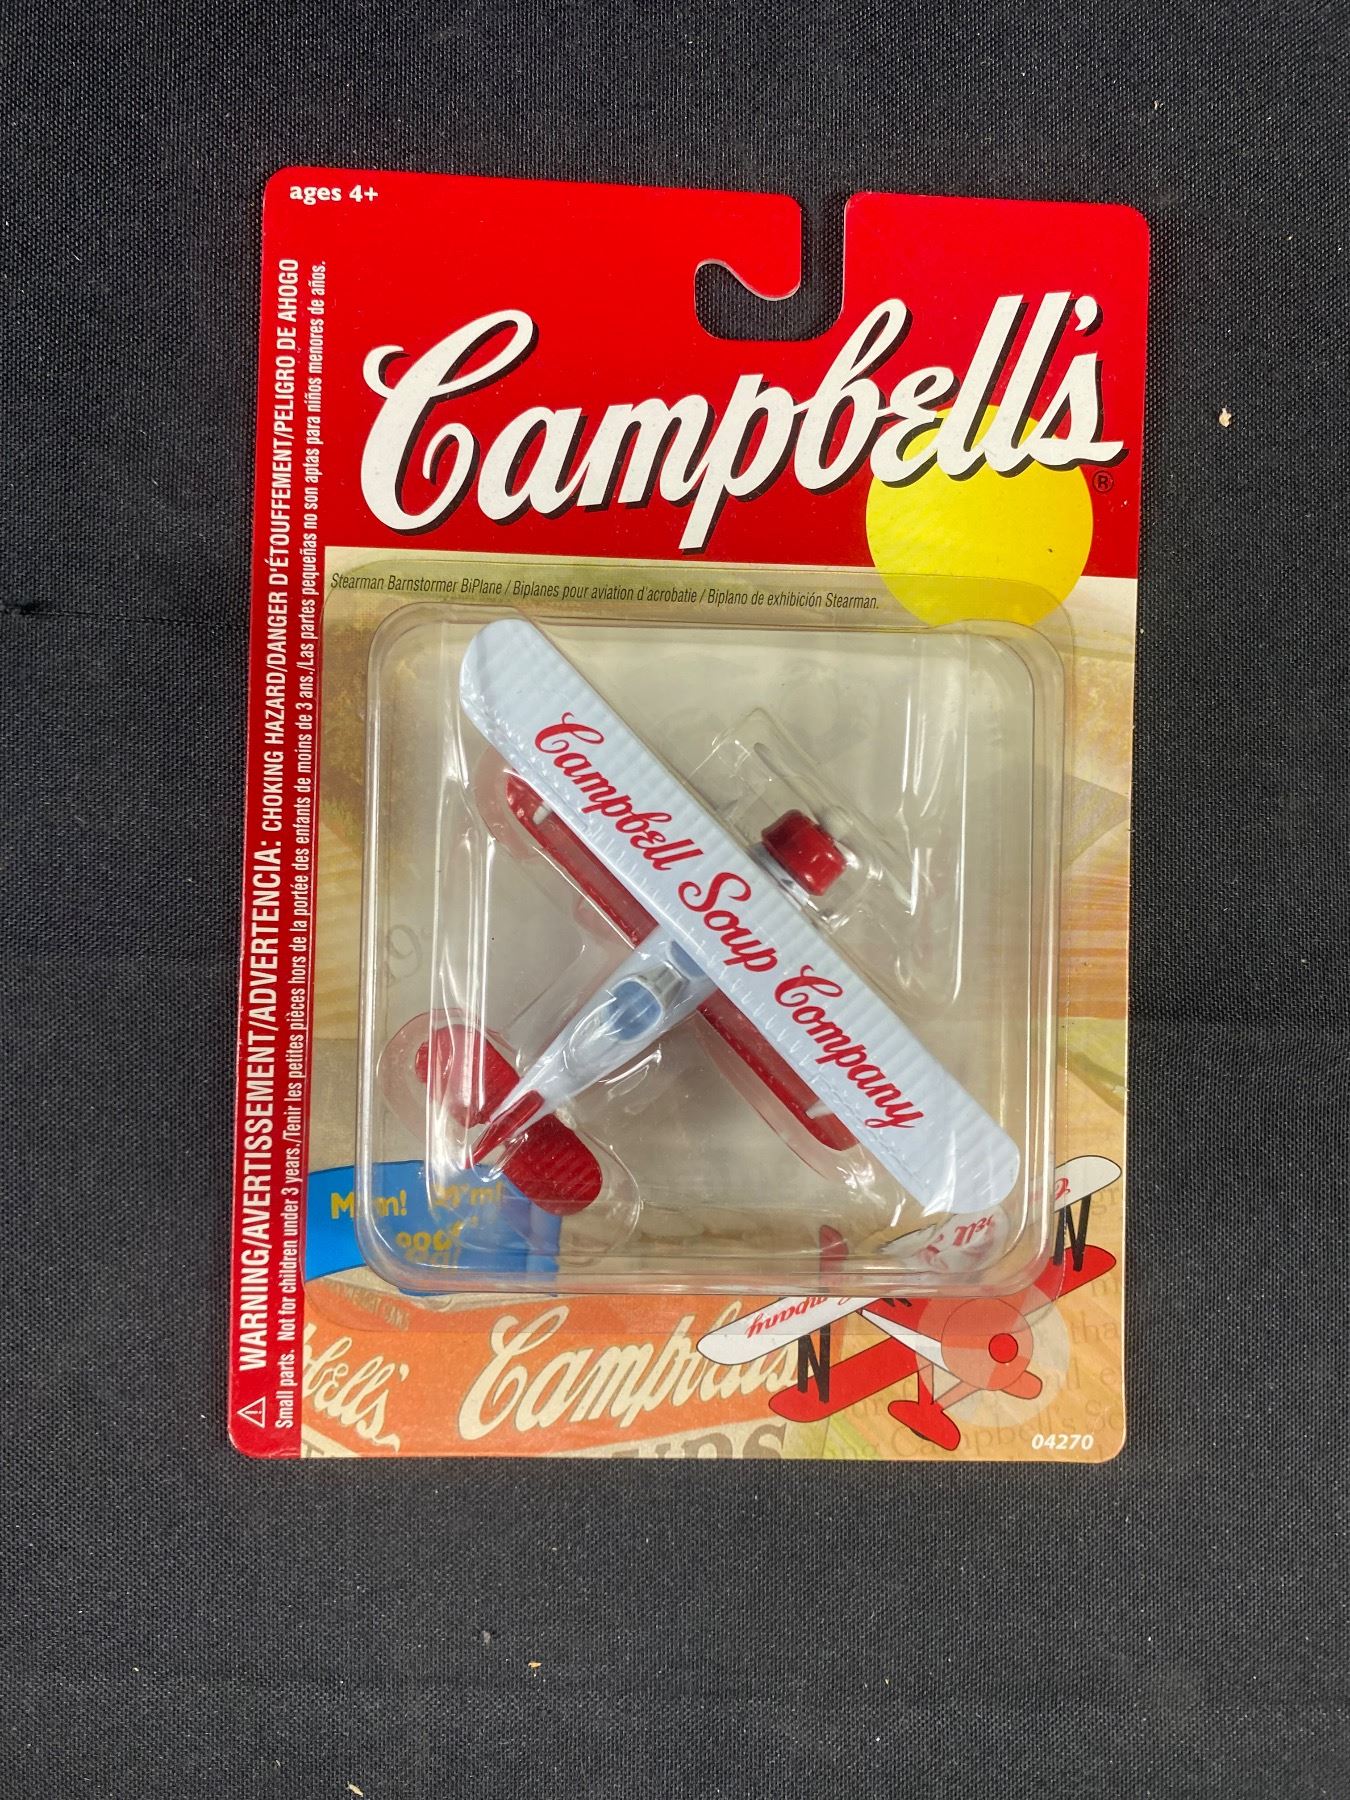 ages 4+
Campbell's®
WARNING/AVERTISSEMENT/ADVERTENCIA: CHOKING HAZARD/DANGER D'ÉTOUFFEMENT/PELIGRO DE AHOGO
Small parts. Not for children under 3 years./Tenir les petites pièces hors de la portée des enfants de moins de 3 ans./Las partes pequeñas no son aptas para niños menores de años.
Stearman Barnstormer BiPlane / Biplanes pour aviation d'acrobatie / Biplano de exhibición Stearman.
Campbell Soup Company
good!
Campbell's
04270